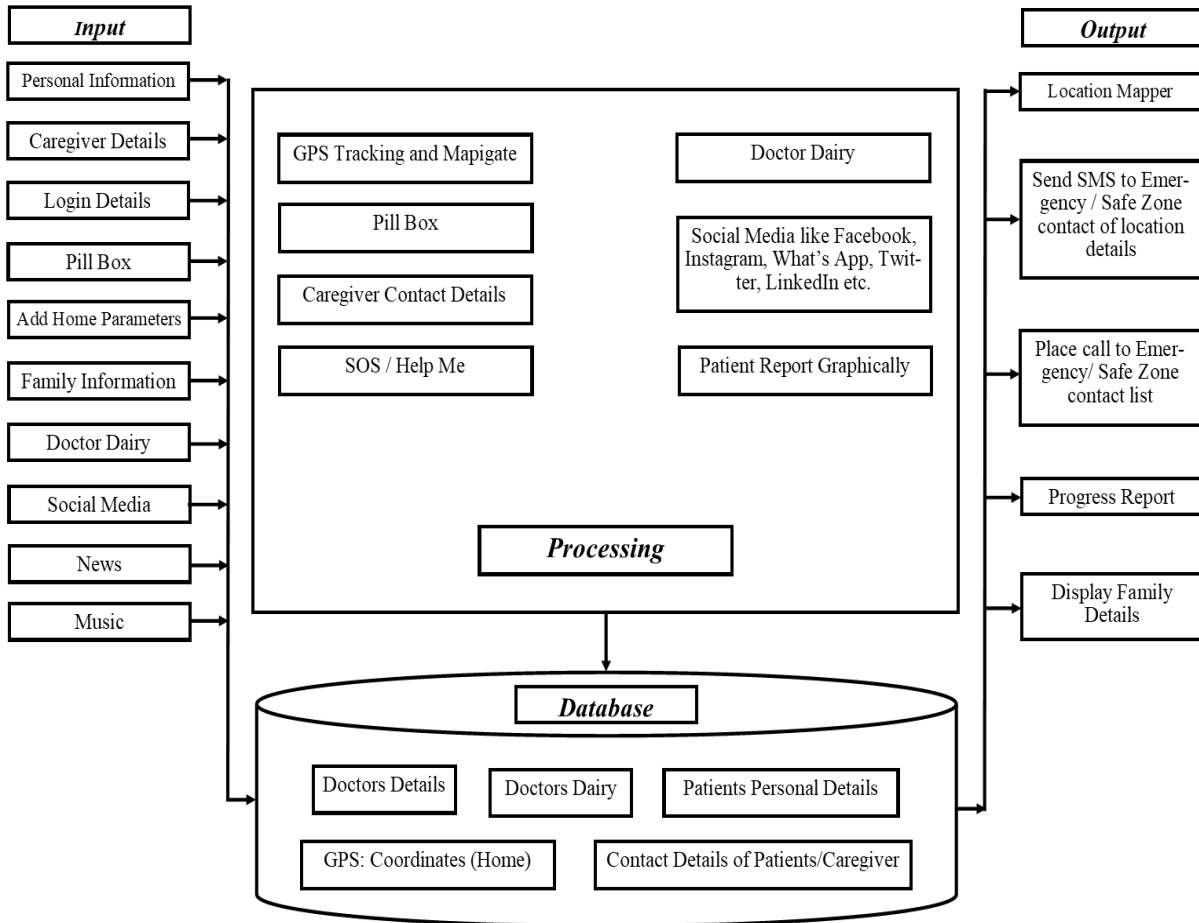 Input
Personal Information
Caregiver Details
Login Details
Pill Box
Add Home Parameters
Family Information
Doctor Dairy
Social Media
News
Music
GPS Tracking and Mapigate
Pill Box
Caregiver Contact Details
SOS / Help Me
Doctor Dairy
Social Media like Facebook,
Instagram, What's App, Twit-
ter, LinkedIn etc.
Patient Report Graphically
Processing
Database
Doctors Details
Doctors Dairy
Patients Personal Details
GPS: Coordinates (Home)
Contact Details of Patients/Caregiver
Output
Location Mapper
Send SMS to Emer-
gency / Safe Zone
contact of location
details
Place call to Emer-
gency/ Safe Zone
contact list
Progress Report
Display Family
Details